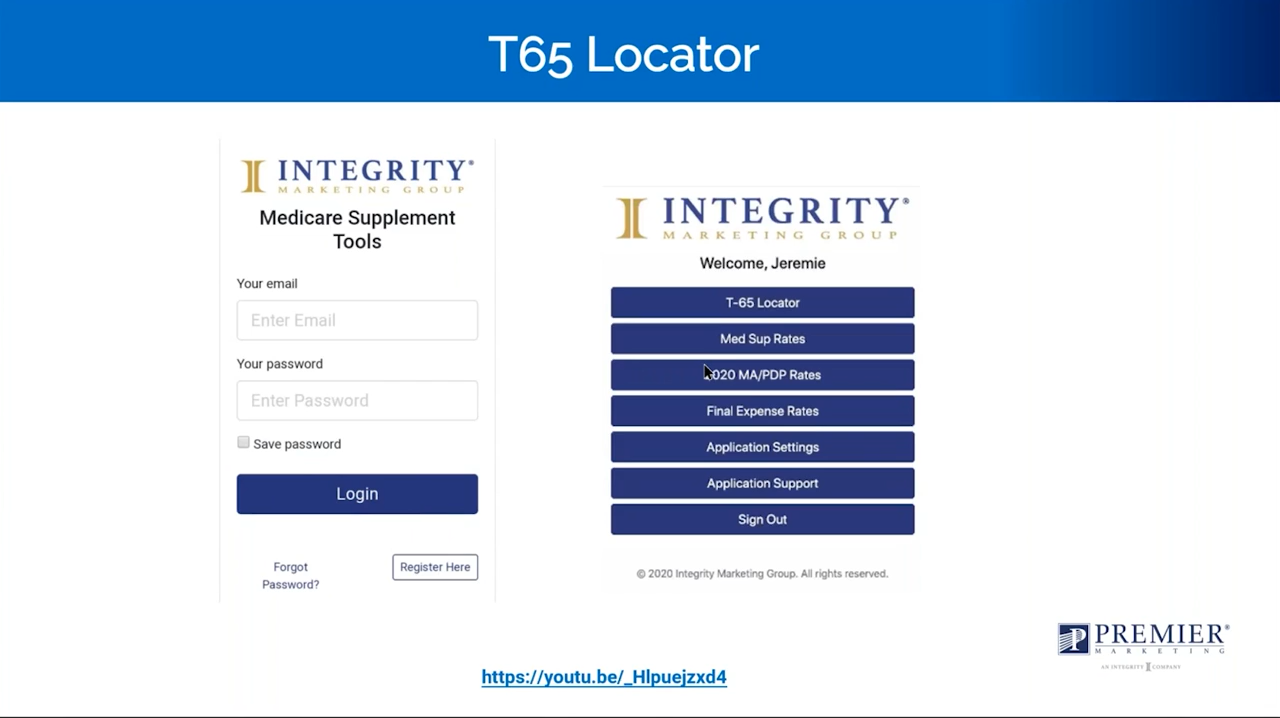 T65 Locator
INTEGRITY®
MARKETING GROUP
Medicare Supplement
Tools
Your email
Enter Email
Your password
Enter Password
Save password
Login
Forgot
Password?
Register Here
INTEGRITY®
MARKETING GROUP
Welcome, Jeremie
T-65 Locator
Med Sup Rates
020 MA/PDP Rates
Final Expense Rates
Application Settings
Application Support
Sign Out
© 2020 Integrity Marketing Group. All rights reserved.
PREMIER®
MARKETING
AN INTEGRITY COMPANY
https://youtu.be/_Hlpuejzxd4